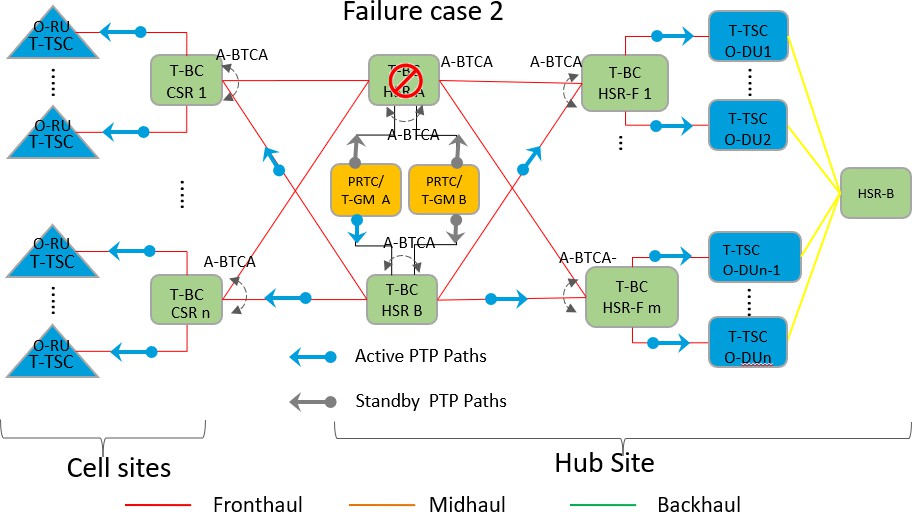 Failure case 2
O-RU
T-TSC
O-RU
T-TSC
O-RU
T-TSC
O-RU
T-TSC
A-BTCA
T-BC
CSR 1
A-BTCA
T-BC
CSR n
T-BC
HSR A
A-BTCA
A-BTCA
PRTC/
T-GM A
PRTC/
T-GM B
A-BTCA
T-BC
HSR B
A-BTCA
T-BC
HSR-F 1
A-BTCA-
T-BC
HSR-F m
T-TSC
O-DU1
T-TSC
O-DU2
T-TSC
O-DUn-1
T-TSC
O-DUn
HSR-B
Active PTP Paths
Standby PTP Paths
Cell sites
Hub Site
Fronthaul
Midhaul
Backhaul